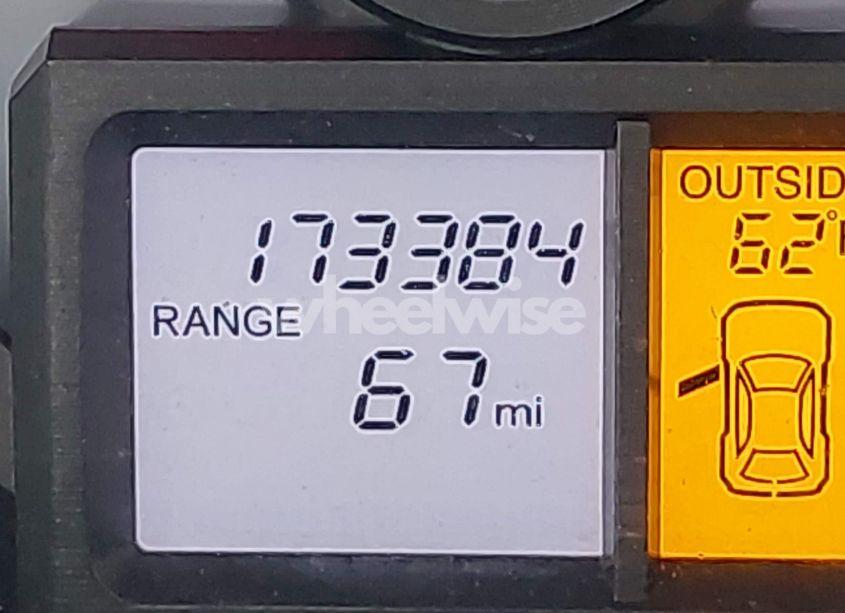 173384
RANGE
wheelwise
67 mi
OUTSID
62°F